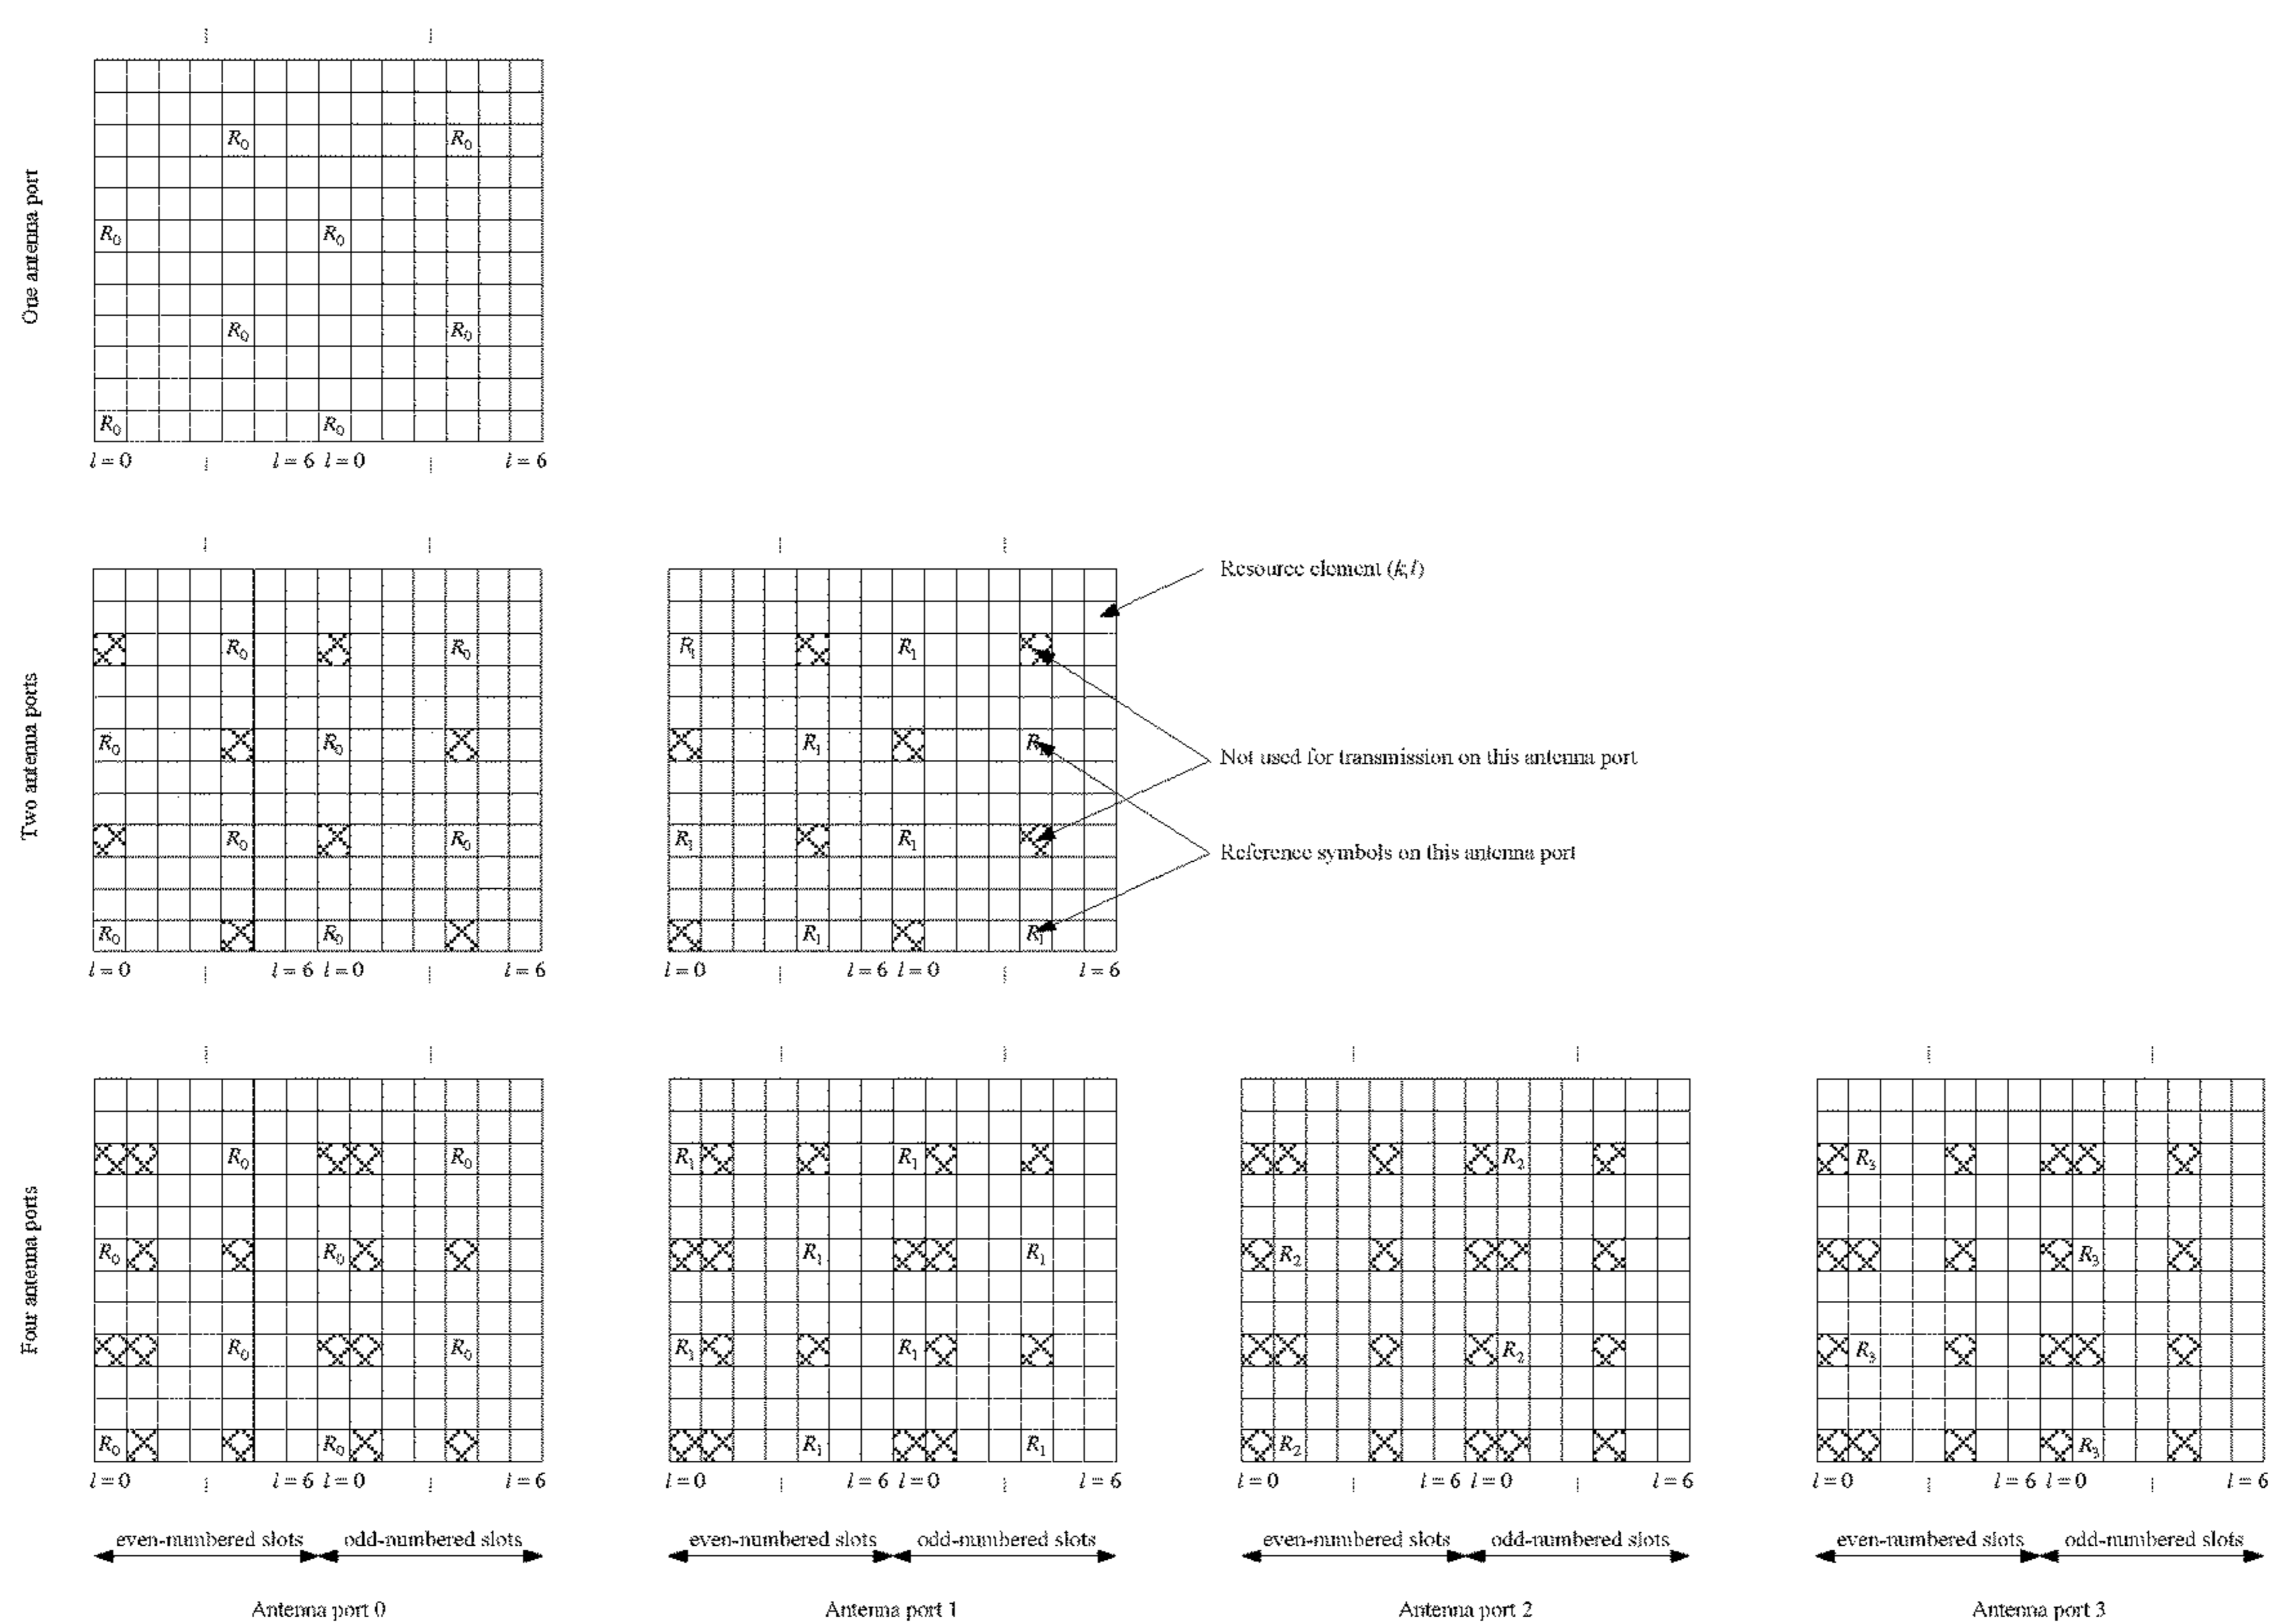 One antenna port
R0 R0
R0 R0
R0 R0
R0 R0
l = 0 l = 6 l = 0 l = 6
Two antenna ports
Resource element (k,l)
R0 R0 R1 R1
R0 R0 R1 R1
Not used for transmission on this antenna port
R0 R0 R1 R1
Reference symbols on this antenna port
R0 R0 R1 R1
l = 0 l = 6 l = 0 l = 6 l = 0 l = 6 l = 0 l = 6
Four antenna ports
R0 R0 R1 R1 R2 R3
R0 R0 R1 R1 R2 R3
R0 R0 R1 R1 R2 R3
R0 R0 R1 R1 R2 R3
l = 0 l = 6 l = 0 l = 6 l = 0 l = 6 l = 0 l = 6 l = 0 l = 6 l = 0 l = 6 l = 0 l = 6 l = 0 l = 6
even-numbered slots odd-numbered slots even-numbered slots odd-numbered slots even-numbered slots odd-numbered slots even-numbered slots odd-numbered slots
Antenna port 0 Antenna port 1 Antenna port 2 Antenna port 3